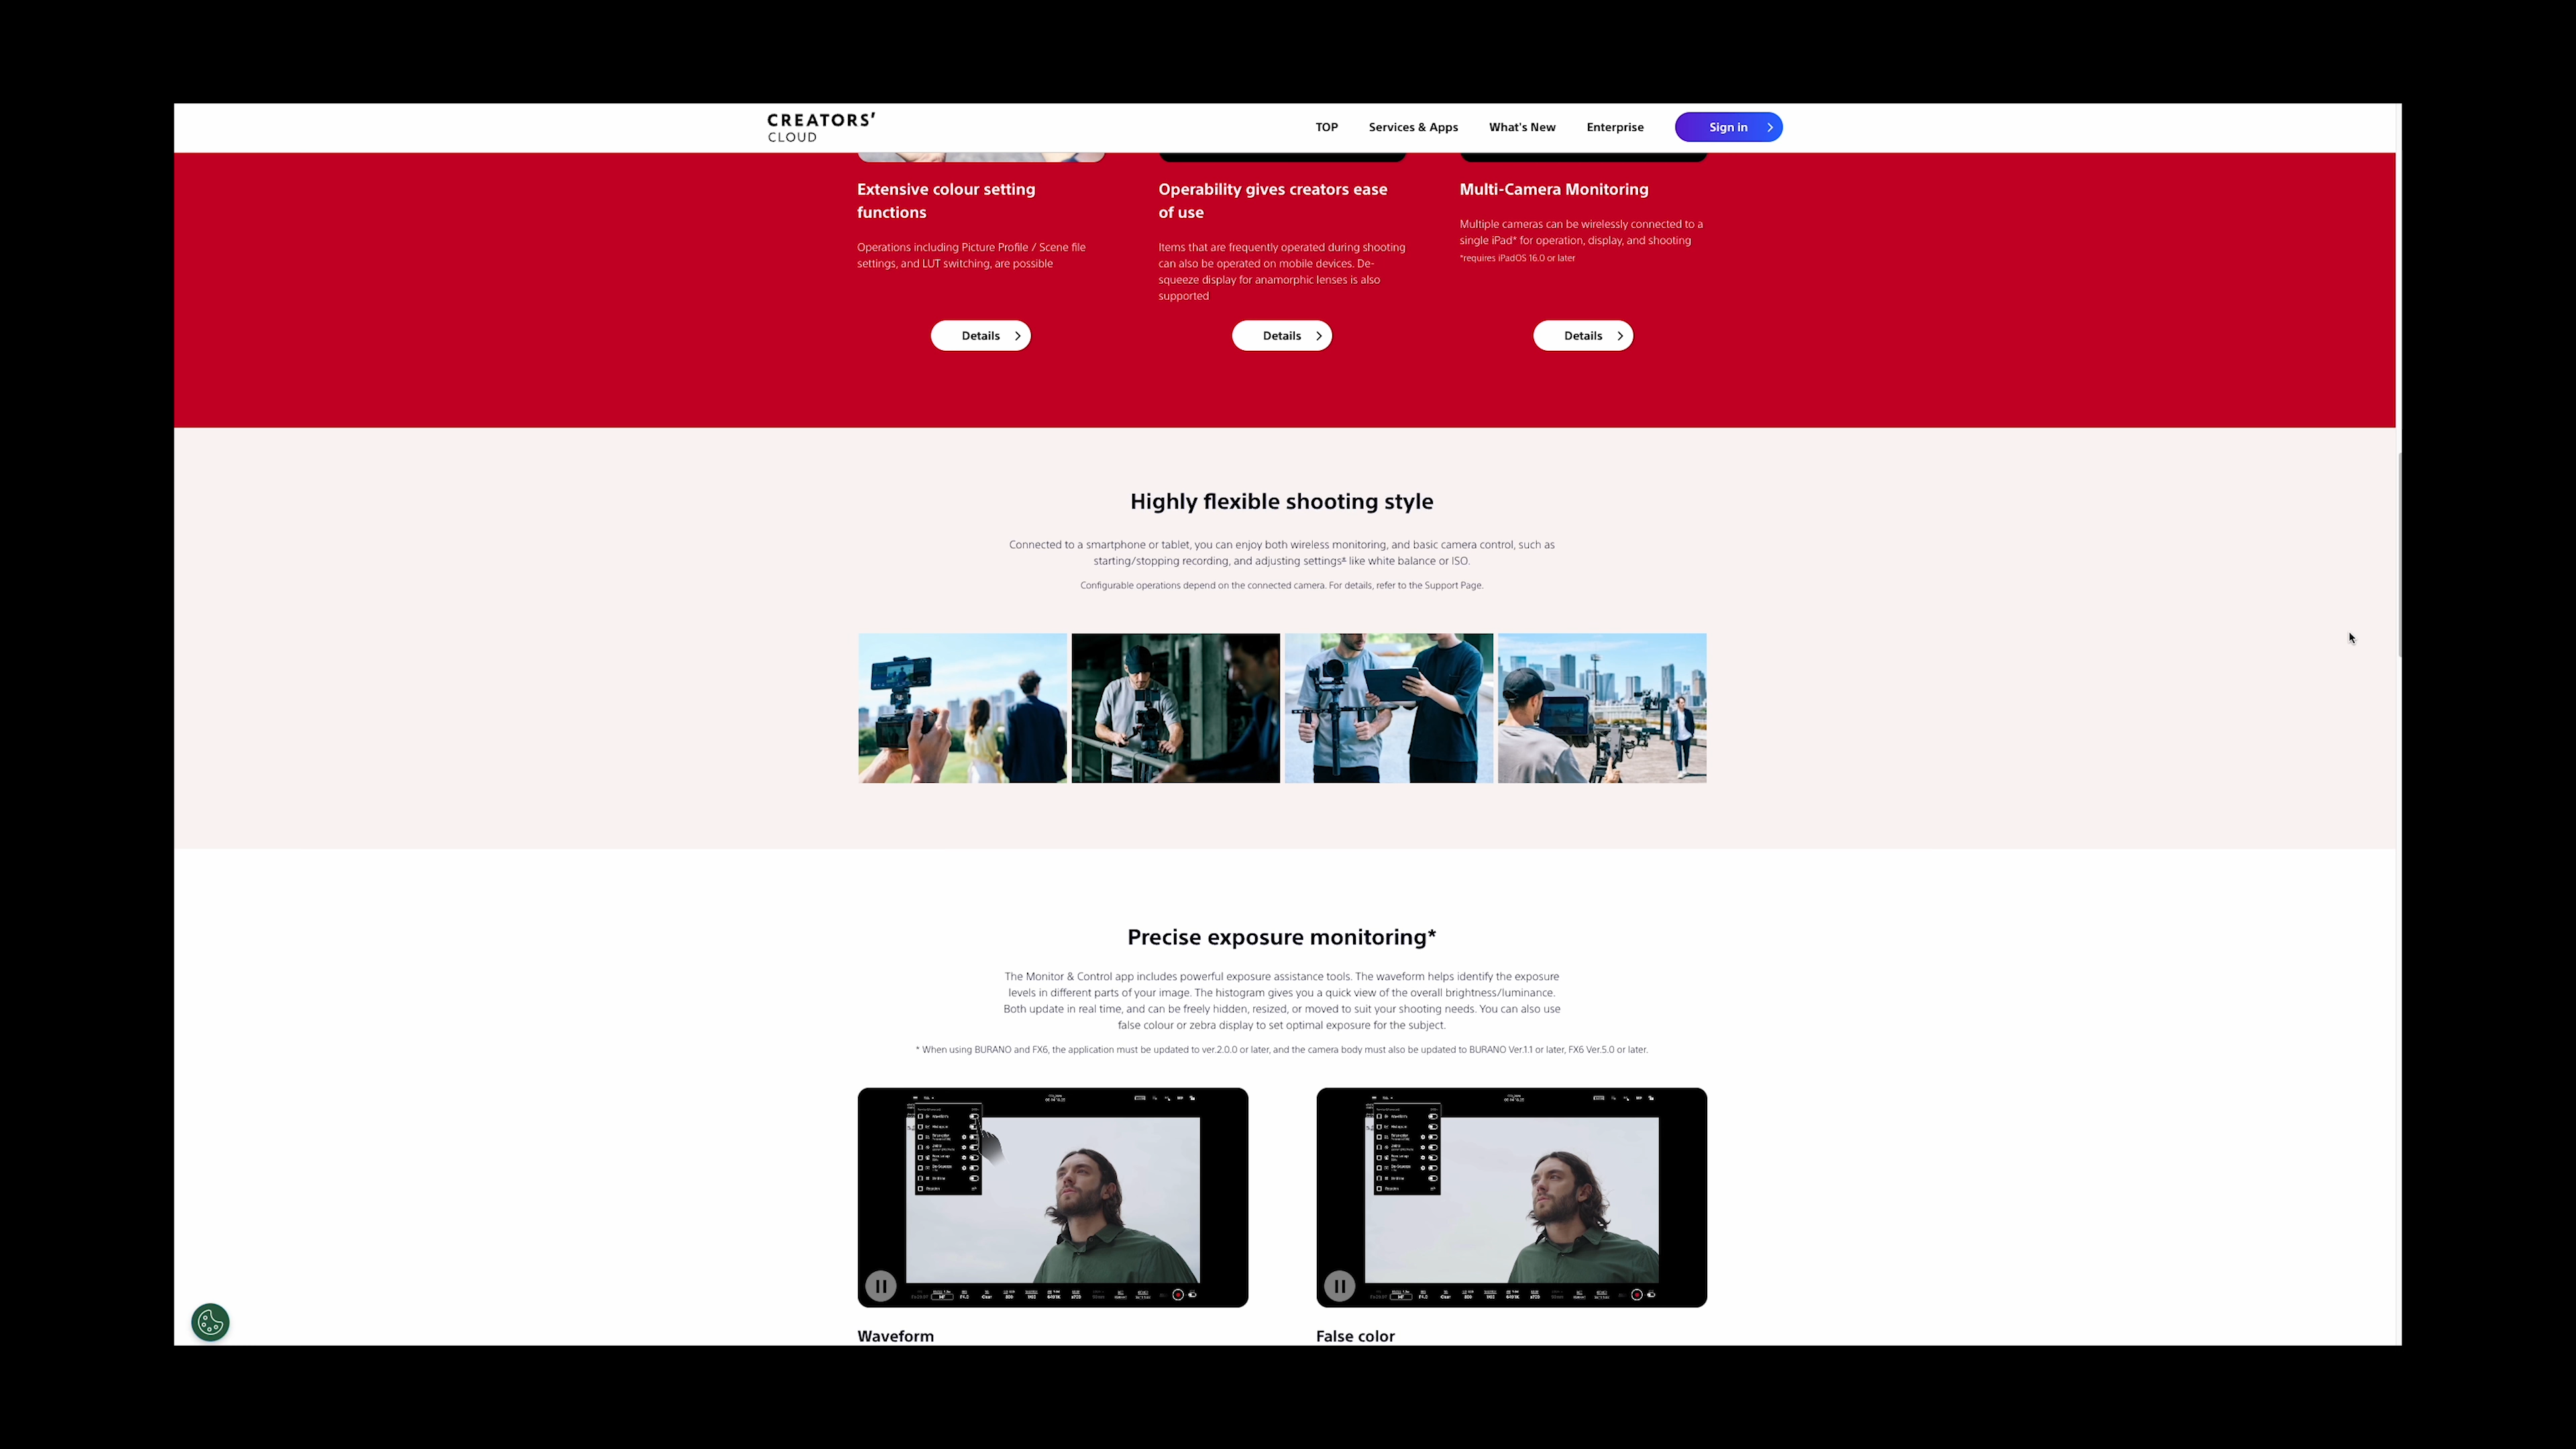 CREATORS'
CLOUD
TOP
Services & Apps
What's New
Enterprise
Sign in
Extensive colour setting
functions
Operations including Picture Profile / Scene file
settings, and LUT switching, are possible
Details
Operability gives creators ease
of use
Items that are frequently operated during shooting
can also be operated on mobile devices. De-
squeeze display for anamorphic lenses is also
supported
Details
Multi-Camera Monitoring
Multiple cameras can be wirelessly connected to a
single iPad* for operation, display, and shooting
*requires iPadOS 16.0 or later
Details
Highly flexible shooting style
Connected to a smartphone or tablet, you can enjoy both wireless monitoring, and basic camera control, such as
starting/stopping recording, and adjusting settings* like white balance or ISO.
Configurable operations depend on the connected camera. For details, refer to the Support Page.
Precise exposure monitoring*
The Monitor & Control app includes powerful exposure assistance tools. The waveform helps identify the exposure
levels in different parts of your image. The histogram gives you a quick view of the overall brightness/luminance.
Both update in real time, and can be freely hidden, resized, or moved to suit your shooting needs. You can also use
false colour or zebra display to set optimal exposure for the subject.
* When using BURANO and FX6, the application must be updated to ver.2.0.0 or later, and the camera body must also be updated to BURANO Ver.1.1 or later, FX6 Ver.5.0 or later.
Waveform
False color